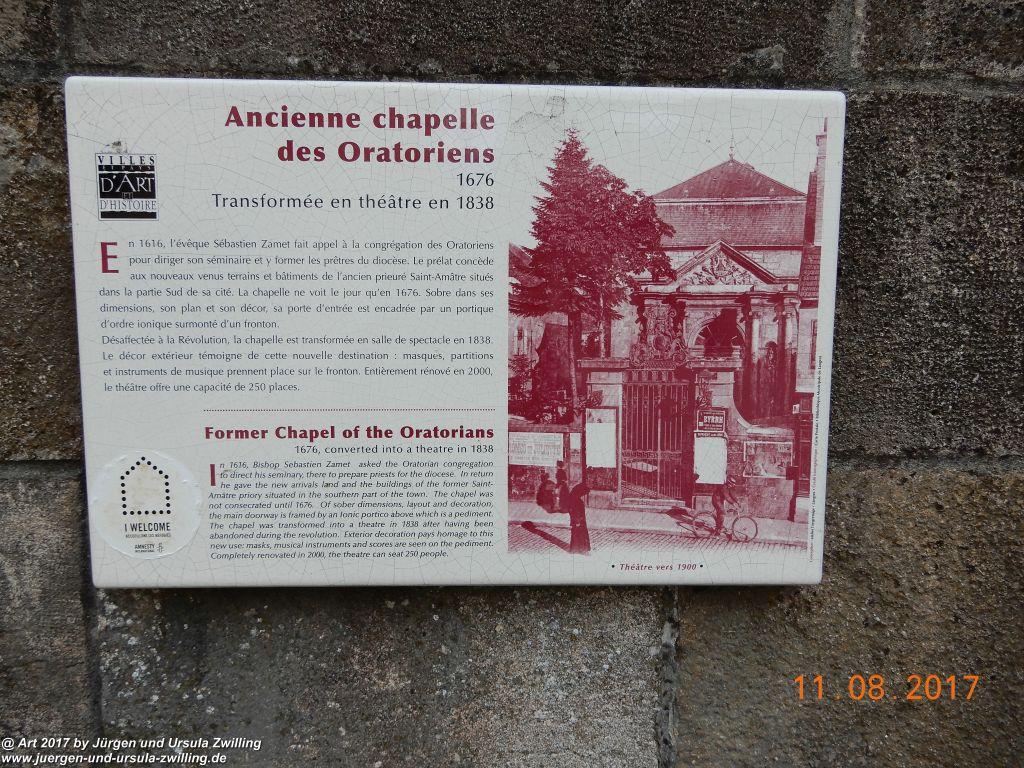 Ancienne chapelle
des Oratoriens
1676
Transformée en théâtre en 1838
VILLES
D'ART
D'HISTOIRE
En 1616, l'évêque Sébastien Zamet fait appel à la congrégation des Oratoriens
pour diriger son séminaire et y former les prêtres du diocèse. Le prélat concède
aux nouveaux venus terrains et bâtiments de l'ancien prieuré Saint-Amâtre situés
dans la partie Sud de sa cité. La chapelle ne voit le jour qu'en 1676. Sobre dans ses
dimensions, son plan et son décor, sa porte d'entrée est encadrée par un portique
d'ordre ionique surmonté d'un fronton.
Désaffectée à la Révolution, la chapelle est transformée en salle de spectacle en 1838.
Le décor extérieur témoigne de cette nouvelle destination : masques, partitions
et instruments de musique prennent place sur le fronton. Entièrement rénové en 2000,
le théâtre offre une capacité de 250 places.
Former Chapel of the Oratorians
1676, converted into a theatre in 1838
In 1616, Bishop Sebastien Zamet asked the Oratorian congregation
to direct his seminary, there to prepare priests for the diocese. In return
he gave the new arrivals land and the buildings of the former Saint-
Amâtre priory situated in the southern part of the town. The chapel was
not consecrated until 1676. Of sober dimensions, layout and decoration,
the main doorway is framed by an Ionic portico above which is a pediment.
The chapel was transformed into a theatre in 1838 after having been
abandoned during the revolution. Exterior decoration pays homage to this
new use: masks, musical instruments and scores are seen on the pediment.
Completely renovated in 2000, the theatre can seat 250 people.
I WELCOME
AMNESTY
INTERNATIONAL
BYRRH
• Théâtre vers 1900 •
11.08.2017
@ Art 2017 by Jürgen und Ursula Zwilling
www.juergen-und-ursula-zwilling.de